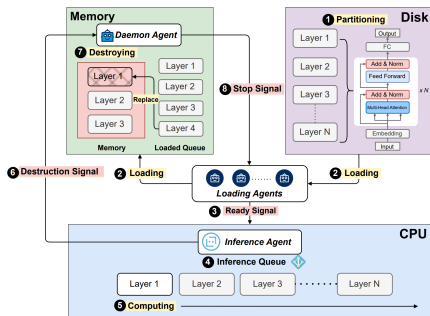 Memory
Daemon Agent
7 Destroying
Layer 1
Layer 2
Layer 3
Replace
Layer 1
Layer 2
Layer 3
Layer 4
Memory
Loaded Queue
Disk
1 Partitioning
Layer 1
Layer 2
Layer 3
Layer N
Output
FC
Add & Norm
Feed Forward
Add & Norm
Multi-Head Attention
x N
Embedding
Input
8 Stop Signal
6 Destruction Signal
2 Loading
2 Loading
Loading Agents
3 Ready Signal
CPU
Inference Agent
4 Inference Queue
Layer 1
Layer 2
Layer 3
Layer N
5 Computing